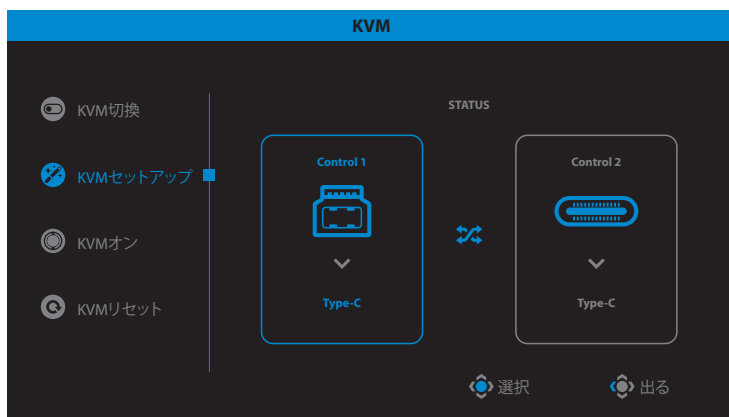 KVM
KVM切換
KVMセットアップ
KVMオン
KVMリセット
STATUS
Control 1
Type-C
Control 2
Type-C
選択
出る